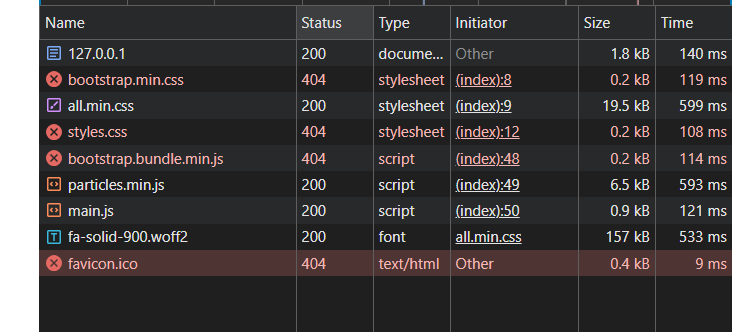 Name Status Type Initiator Size Time
127.0.0.1 200 docume... Other 1.8 kB 140 ms
bootstrap.min.css 404 stylesheet (index):8 0.2 kB 119 ms
all.min.css 200 stylesheet (index):9 19.5 kB 599 ms
styles.css 404 stylesheet (index):12 0.2 kB 108 ms
bootstrap.bundle.min.js 404 script (index):48 0.2 kB 114 ms
particles.min.js 200 script (index):49 6.5 kB 593 ms
main.js 200 script (index):50 0.9 kB 121 ms
fa-solid-900.woff2 200 font all.min.css 157 kB 533 ms
favicon.ico 404 text/html Other 0.4 kB 9 ms